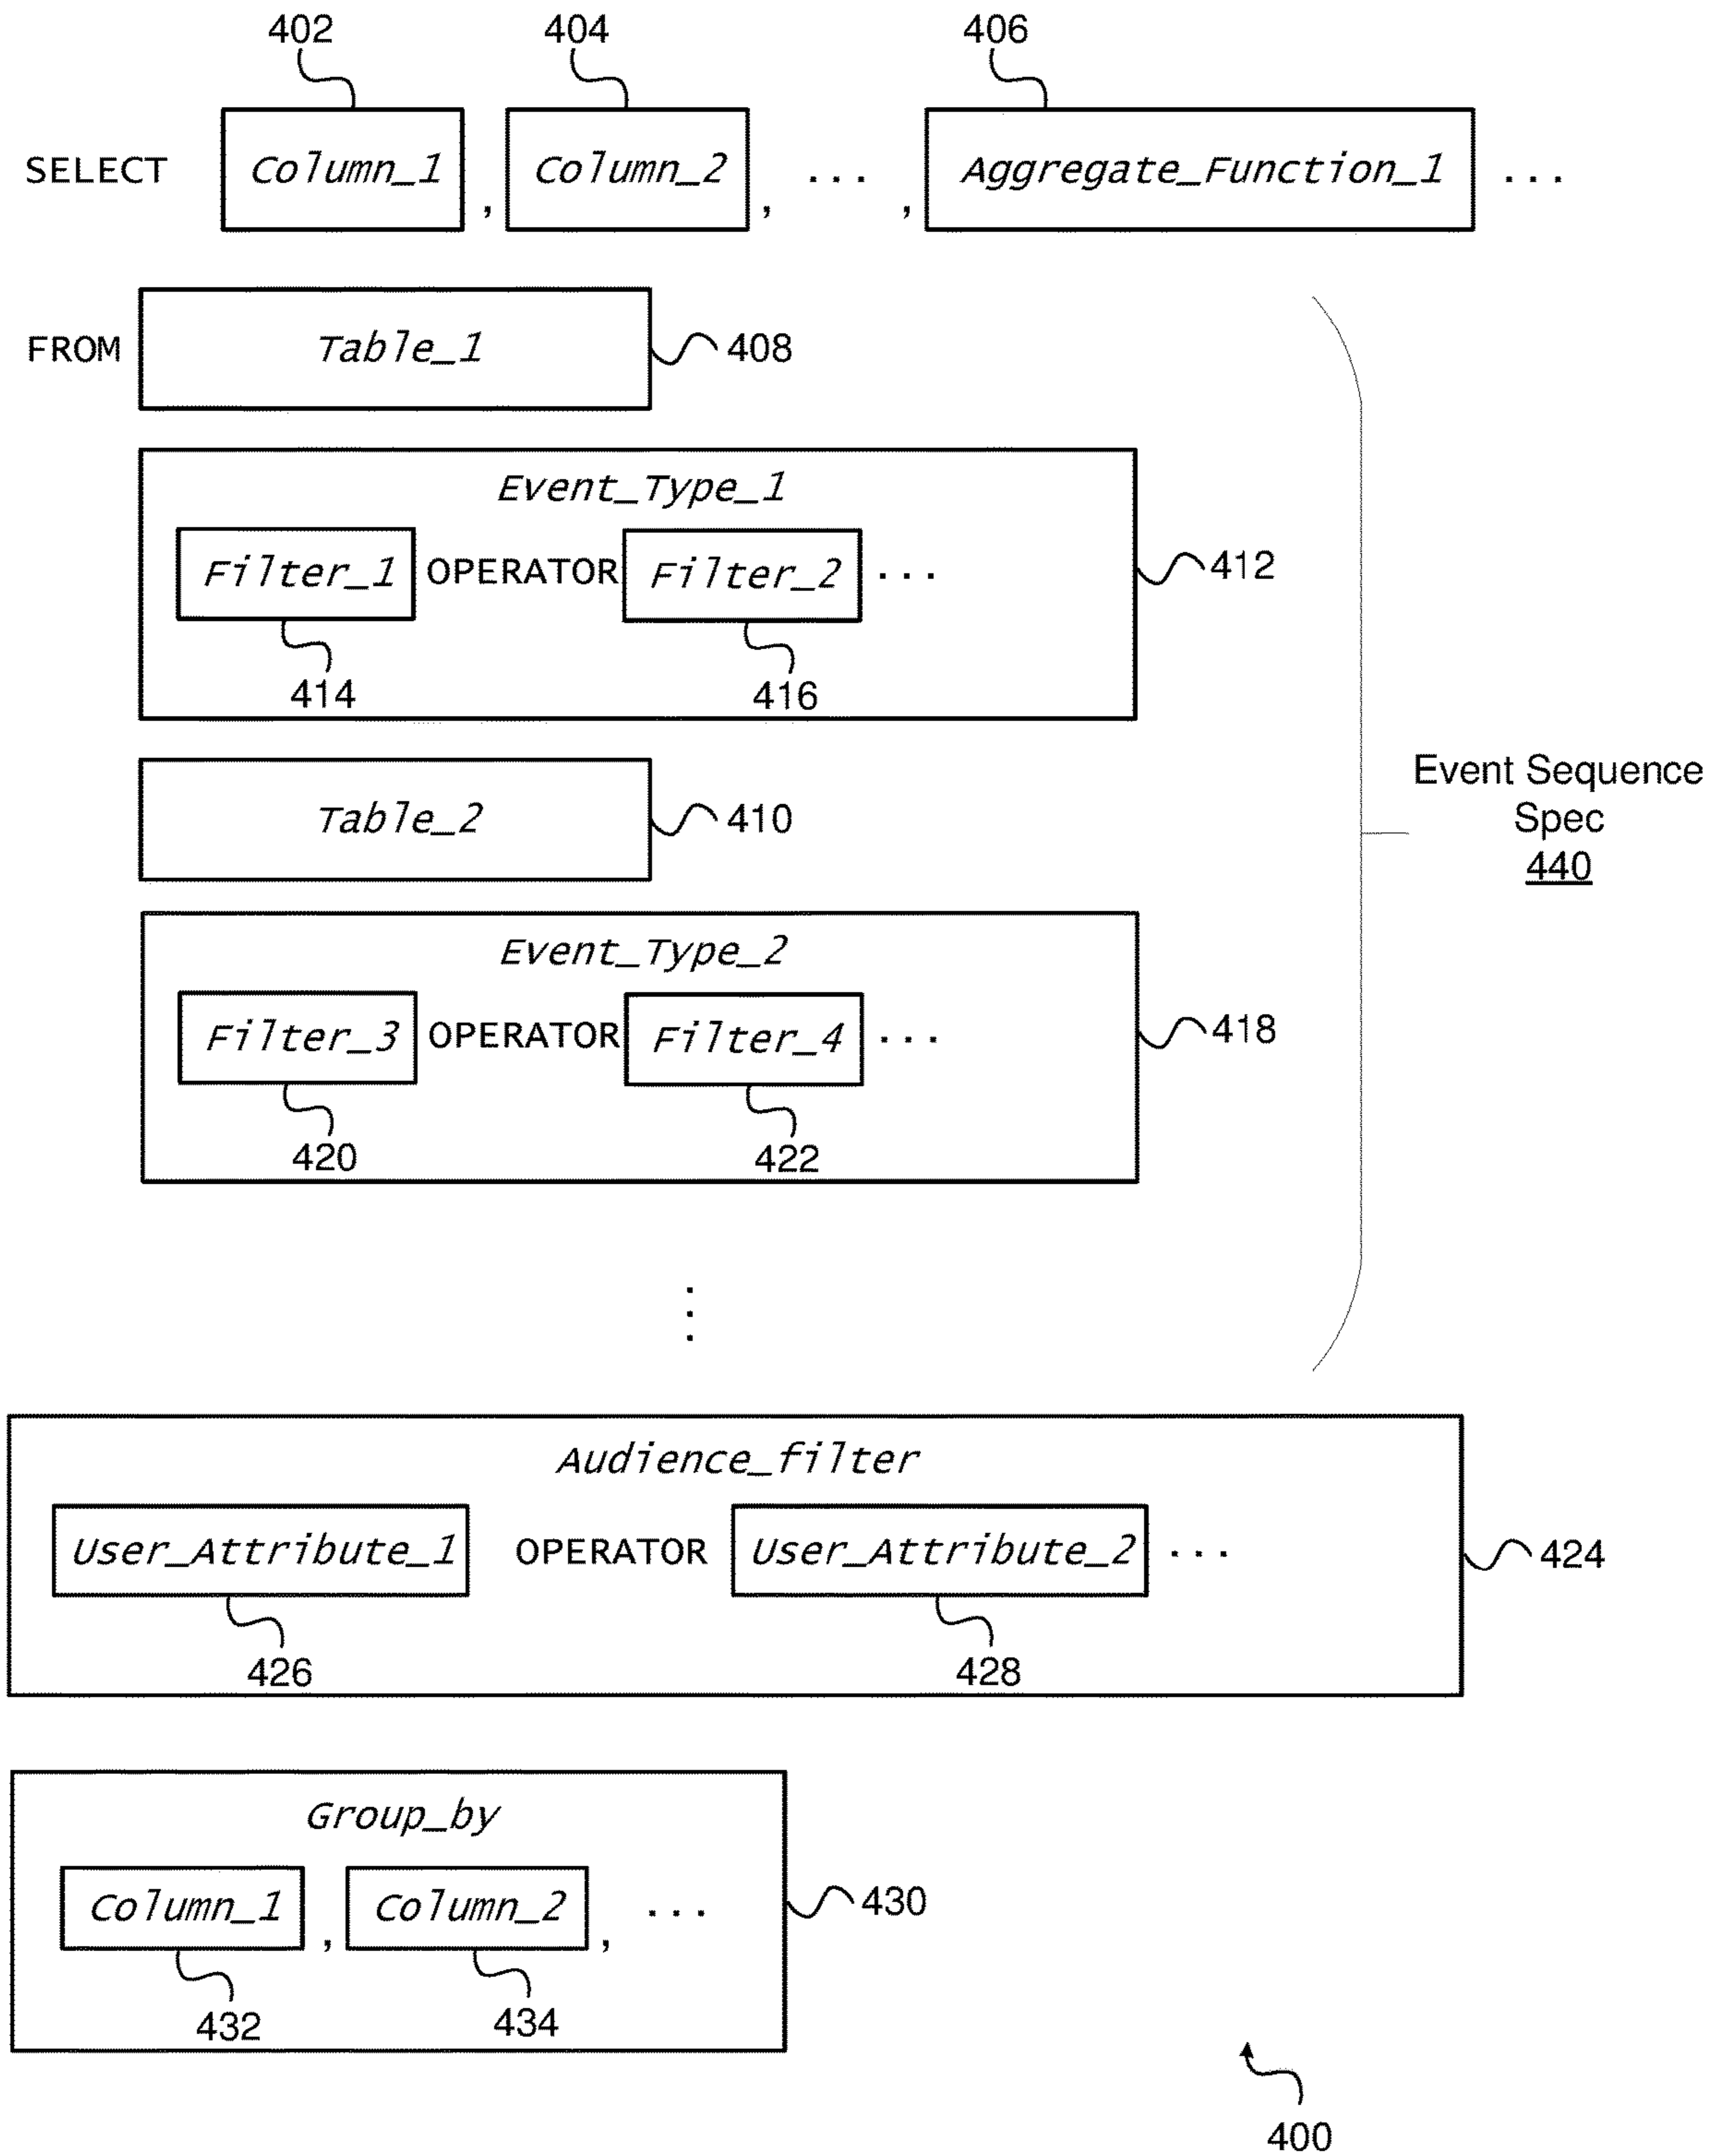 402 404 406
SELECT Column_1 , Column_2 , ... , Aggregate_Function_1 ...
FROM Table_1 408
Event_Type_1
Filter_1 OPERATOR Filter_2 ... 412
414 416
Table_2 410
Event Sequence
Spec
440
Event_Type_2
Filter_3 OPERATOR Filter_4 ... 418
420 422
⋮
Audience_filter
User_Attribute_1 OPERATOR User_Attribute_2 ... 424
426 428
Group_by
Column_1 , Column_2 , ... 430
432 434
400